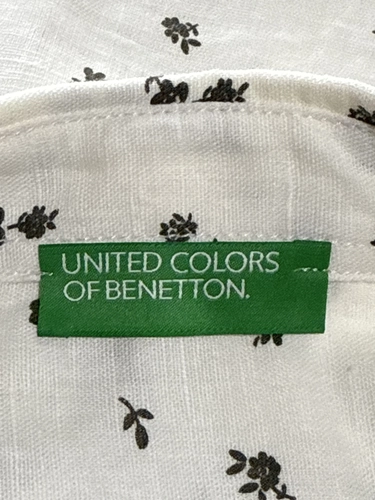 UNITED COLORS
OF BENETTON.